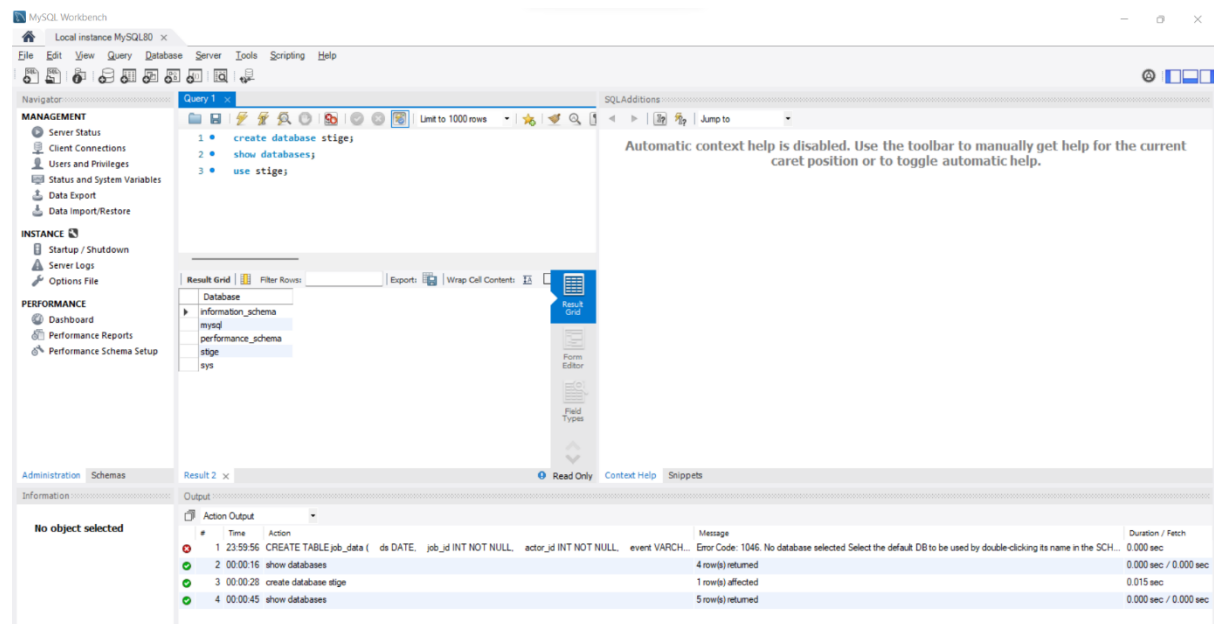 MySQL Workbench
Local instance MySQL80
File Edit View Query Database Server Tools Scripting Help
Navigator
MANAGEMENT
Server Status
Client Connections
Users and Privileges
Status and System Variables
Data Export
Data Import/Restore
INSTANCE
Startup / Shutdown
Server Logs
Options File
PERFORMANCE
Dashboard
Performance Reports
Performance Schema Setup
Administration Schemas
Query 1
Limit to 1000 rows
1 create database stige;
2 show databases;
3 use stige;
Result Grid Filter Rows: Export: Wrap Cell Content:
Database
information_schema
mysql
performance_schema
stige
sys
Result
Grid
Form
Editor
Field
Types
Result 2 Read Only
SQLAdditions
Jump to
Automatic context help is disabled. Use the toolbar to manually get help for the current
caret position or to toggle automatic help.
Context Help Snippets
Information
No object selected
Output
Action Output
# Time Action Message Duration / Fetch
1 23:59:56 CREATE TABLE job_data ( ds DATE, job_id INT NOT NULL, actor_id INT NOT NULL, event VARCH... Error Code: 1046. No database selected Select the default DB to be used by double-clicking its name in the SCH... 0.000 sec
2 00:00:16 show databases 4 row(s) returned 0.000 sec / 0.000 sec
3 00:00:28 create database stige 1 row(s) affected 0.015 sec
4 00:00:45 show databases 5 row(s) returned 0.000 sec / 0.000 sec